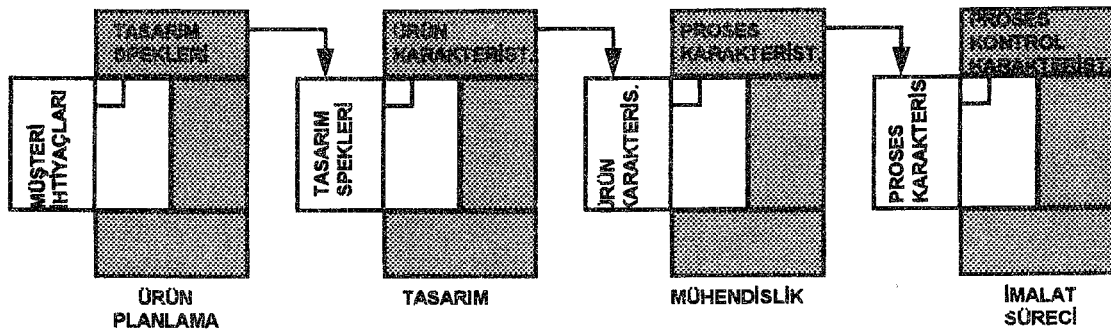 TASARIM
SPEKLERİ
MÜŞTERİ
İHTİYAÇLARI
ÜRÜN
PLANLAMA
ÜRÜN
KARAKTERİST.
TASARIM
SPEKLERİ
TASARIM
PROSES
KARAKTERİST
ÜRÜN
KARAKTERİS.
MÜHENDİSLİK
PROSES
KONTROL
KARAKTERİST.
PROSES
KARAKTERİS
İMALAT
SÜRECİ